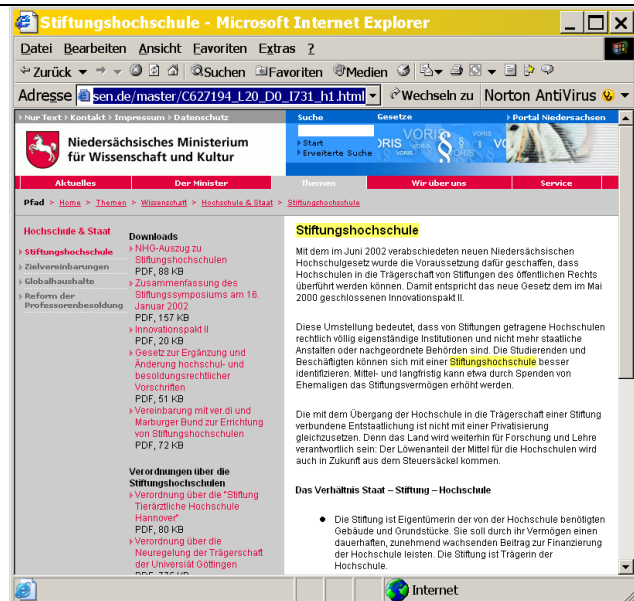 Stiftungshochschule - Microsoft Internet Explorer
Datei Bearbeiten Ansicht Favoriten Extras ?
Zurück Suchen Favoriten Medien
Adresse sen.de/master/C627194_L20_D0_I731_h1.html Wechseln zu Norton AntiVirus
Nur Text > Kontakt > Impressum > Datenschutz
Suche Gesetze Portal Niedersachsen
Niedersächsisches Ministerium
für Wissenschaft und Kultur
Start
Erweiterte Suche
VORIS
Aktuelles Der Minister Themen Wir über uns Service
Pfad > Home > Themen > Wissenschaft > Hochschule & Staat > Stiftungshochschule
Hochschule & Staat
Stiftungshochschule
Zielvereinbarungen
Globalhaushalte
Reform der
Professorenbesoldung
Downloads
NHG-Auszug zu
Stiftungshochschulen
PDF, 88 KB
Zusammenfassung des
Stiftungssymposiums am 16.
Januar 2002
PDF, 157 KB
Innovationspakt II
PDF, 20 KB
Gesetz zur Ergänzung und
Änderung hochschul- und
besoldungsrechtlicher
Vorschriften
PDF, 51 KB
Vereinbarung mit ver.di und
Marburger Bund zur Errichtung
von Stiftungshochschulen
PDF, 72 KB
Verordnungen über die
Stiftungshochschulen
Verordnung über die "Stiftung
Tierärztliche Hochschule
Hannover"
PDF, 80 KB
Verordnung über die
Neuregelung der Trägerschaft
der Universiät Göttingen
Stiftungshochschule
Mit dem im Juni 2002 verabschiedeten neuen Niedersächsischen
Hochschulgesetz wurde die Voraussetzung dafür geschaffen, dass
Hochschulen in die Trägerschaft von Stiftungen des öffentlichen Rechts
überführt werden können. Damit entspricht das neue Gesetz dem im Mai
2000 geschlossenen Innovationspakt II.
Diese Umstellung bedeutet, dass von Stiftungen getragene Hochschulen
rechtlich völlig eigenständige Institutionen und nicht mehr staatliche
Anstalten oder nachgeordnete Behörden sind. Die Studierenden und
Beschäftigten können sich mit einer Stiftungshochschule besser
identifizieren. Mittel- und langfristig kann etwa durch Spenden von
Ehemaligen das Stiftungsvermögen erhöht werden.
Die mit dem Übergang der Hochschule in die Trägerschaft einer Stiftung
verbundene Entstaatlichung ist nicht mit einer Privatisierung
gleichzusetzen. Denn das Land wird weiterhin für Forschung und Lehre
verantwortlich sein: Der Löwenanteil der Mittel für die Hochschulen wird
auch in Zukunft aus dem Steuersäckel kommen.
Das Verhältnis Staat – Stiftung – Hochschule
● Die Stiftung ist Eigentümerin der von der Hochschule benötigten
Gebäude und Grundstücke. Sie soll durch ihr Vermögen einen
dauerhaften, zunehmend wachsenden Beitrag zur Finanzierung
der Hochschule leisten. Die Stiftung ist Trägerin der
Hochschule.
Internet